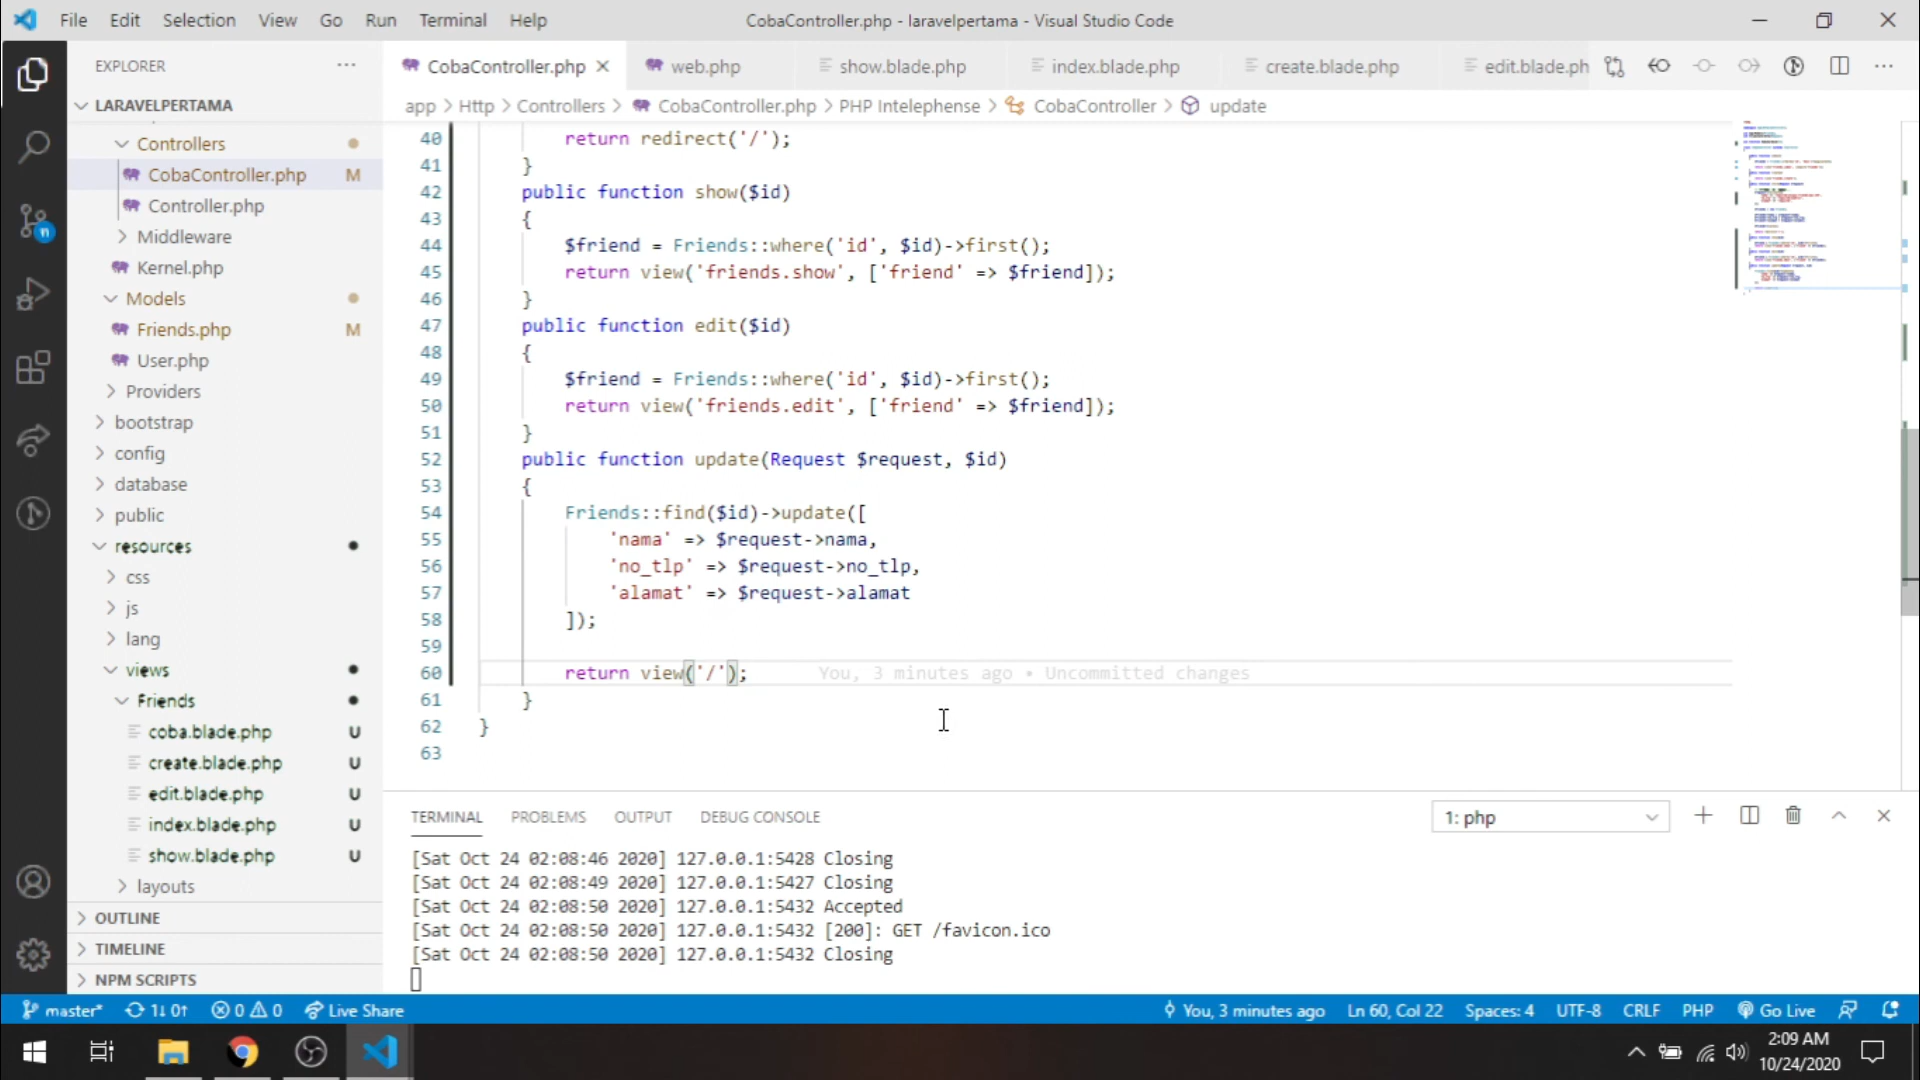 File Edit Selection View Go Run Terminal Help
CobaController.php - laravelpertama - Visual Studio Code
EXPLORER
LARAVELPERTAMA
Controllers
CobaController.php M
Controller.php
Middleware
Kernel.php
Models
Friends.php M
User.php
Providers
bootstrap
config
database
public
resources
css
js
lang
views
Friends
coba.blade.php U
create.blade.php U
edit.blade.php U
index.blade.php U
show.blade.php U
layouts
OUTLINE
TIMELINE
NPM SCRIPTS
CobaController.php web.php show.blade.php index.blade.php create.blade.php edit.blade.ph
app > Http > Controllers > CobaController.php > PHP Intelephense > CobaController > update
40 return redirect('/');
41 }
42 public function show($id)
43 {
44 $friend = Friends::where('id', $id)->first();
45 return view('friends.show', ['friend' => $friend]);
46 }
47 public function edit($id)
48 {
49 $friend = Friends::where('id', $id)->first();
50 return view('friends.edit', ['friend' => $friend]);
51 }
52 public function update(Request $request, $id)
53 {
54 Friends::find($id)->update([
55 'nama' => $request->nama,
56 'no_tlp' => $request->no_tlp,
57 'alamat' => $request->alamat
58 ]);
59
60 return view('/'); You, 3 minutes ago • Uncommitted changes
61 }
62 }
63
TERMINAL PROBLEMS OUTPUT DEBUG CONSOLE
1: php
[Sat Oct 24 02:08:46 2020] 127.0.0.1:5428 Closing
[Sat Oct 24 02:08:49 2020] 127.0.0.1:5427 Closing
[Sat Oct 24 02:08:50 2020] 127.0.0.1:5432 Accepted
[Sat Oct 24 02:08:50 2020] 127.0.0.1:5432 [200]: GET /favicon.ico
[Sat Oct 24 02:08:50 2020] 127.0.0.1:5432 Closing
master* 1↓ 0↑ 0 0 Live Share
You, 3 minutes ago Ln 60, Col 22 Spaces: 4 UTF-8 CRLF PHP Go Live
2:09 AM
10/24/2020